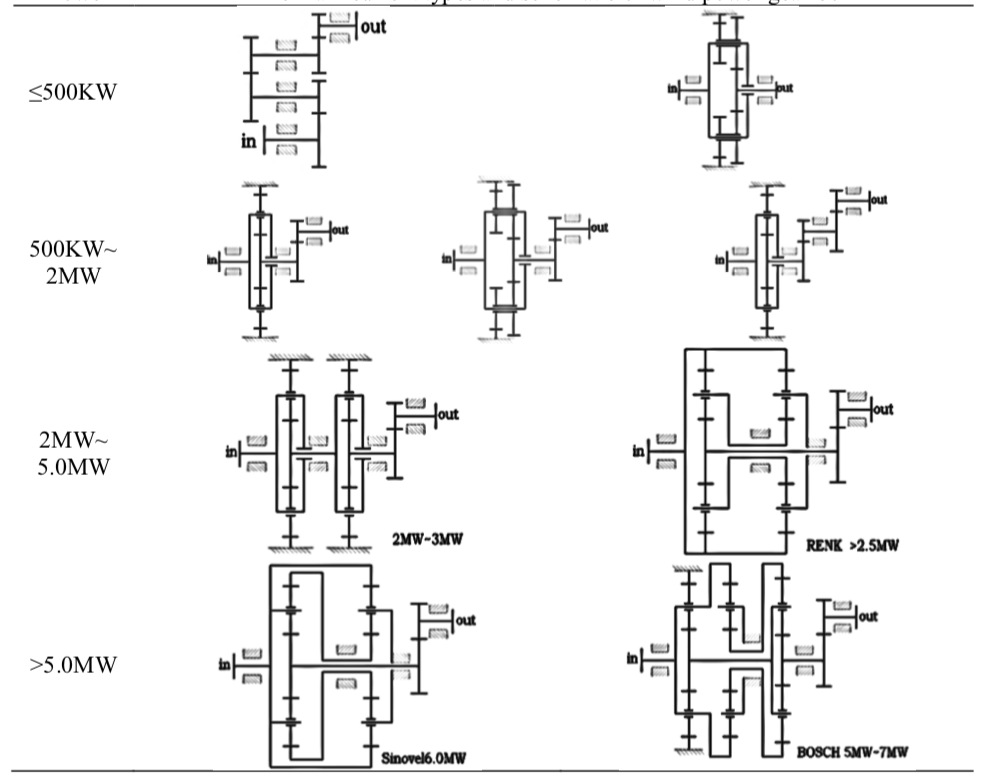 ≤500KW
out
in
in
out
500KW~
2MW
in
out
in
out
in
out
2MW~
5.0MW
in
out
2MW-3MW
in
out
RENK >2.5MW
>5.0MW
in
out
Sinovel6.0MW
in
out
BOSCH 5MW-7MW